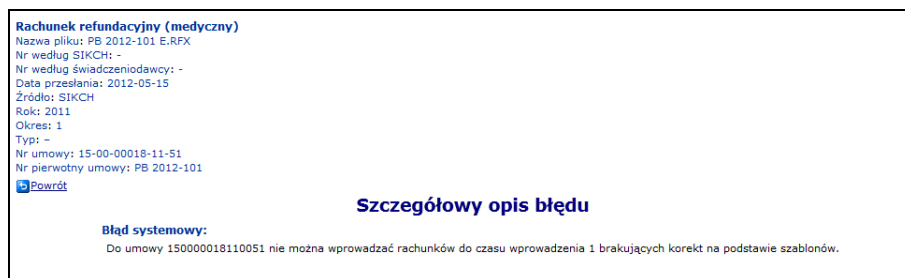 Rachunek refundacyjny (medyczny)
Nazwa pliku: PB 2012-101 E.RFX
Nr według SIKCH: -
Nr według świadczeniodawcy: -
Data przesłania: 2012-05-15
Źródło: SIKCH
Rok: 2011
Okres: 1
Typ: –
Nr umowy: 15-00-00018-11-51
Nr pierwotny umowy: PB 2012-101
Powrót
Szczegółowy opis błędu
Błąd systemowy:
Do umowy 150000018110051 nie można wprowadzać rachunków do czasu wprowadzenia 1 brakujących korekt na podstawie szablonów.